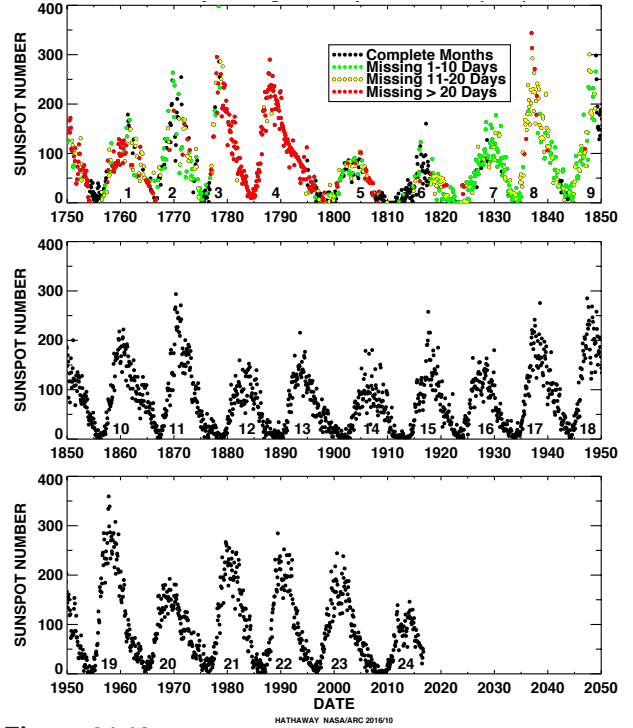 400
300
200
100
0
SUNSPOT NUMBER
Complete Months
Missing 1-10 Days
Missing 11-20 Days
Missing > 20 Days
1 2 3 4 5 6 7 8 9
1750 1760 1770 1780 1790 1800 1810 1820 1830 1840 1850
400
300
200
100
0
SUNSPOT NUMBER
10 11 12 13 14 15 16 17 18
1850 1860 1870 1880 1890 1900 1910 1920 1930 1940 1950
400
300
200
100
0
SUNSPOT NUMBER
19 20 21 22 23 24
1950 1960 1970 1980 1990 2000 2010 2020 2030 2040 2050
DATE
HATHAWAY NASA/ARC 2016/10